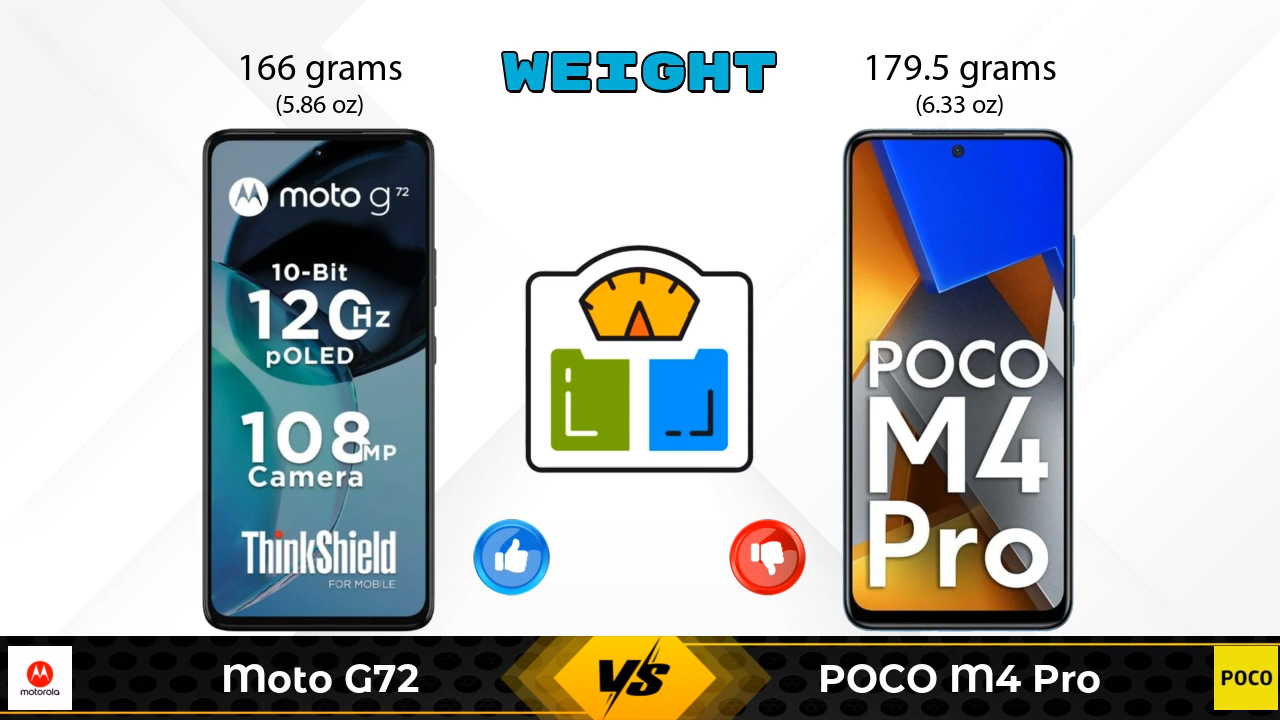 WEIGHT
166 grams
(5.86 oz)
179.5 grams
(6.33 oz)
moto g72
10-Bit
120Hz
pOLED
108MP
Camera
ThinkShield
FOR MOBILE
POCO
M4
Pro
motorola
Moto G72
VS
POCO M4 Pro
POCO